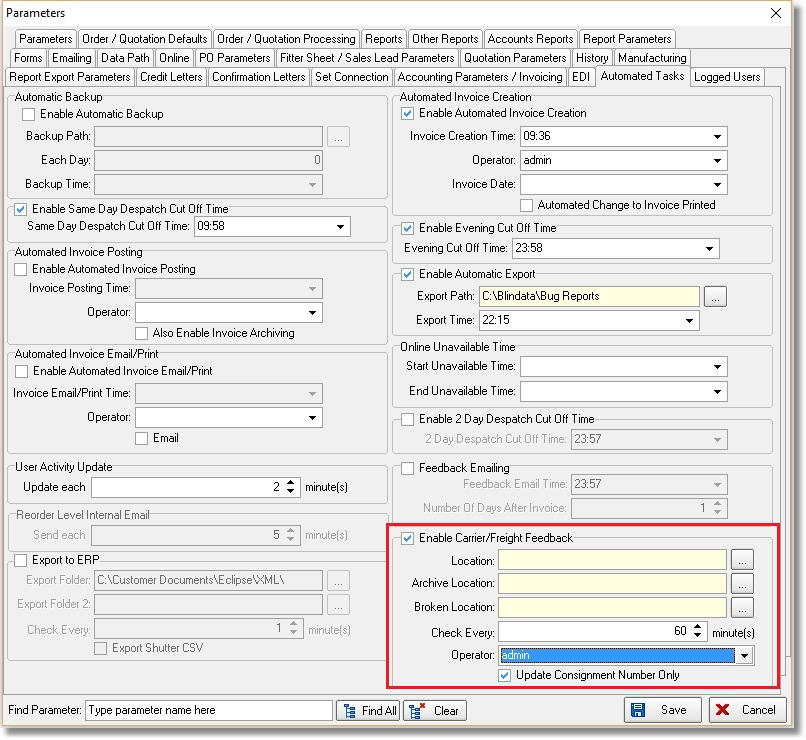 Parameters
Parameters Order / Quotation Defaults Order / Quotation Processing Reports Other Reports Accounts Reports Report Parameters
Forms Emailing Data Path Online PO Parameters Fitter Sheet / Sales Lead Parameters Quotation Parameters History Manufacturing
Report Export Parameters Credit Letters Confirmation Letters Set Connection Accounting Parameters / Invoicing EDI Automated Tasks Logged Users
Automatic Backup
Enable Automatic Backup
Backup Path: ...
Each Day: 0
Backup Time:
Enable Same Day Despatch Cut Off Time
Same Day Despatch Cut Off Time: 09:58
Automated Invoice Posting
Enable Automated Invoice Posting
Invoice Posting Time:
Operator:
Also Enable Invoice Archiving
Automated Invoice Email/Print
Enable Automated Invoice Email/Print
Invoice Email/Print Time:
Operator:
Email
User Activity Update
Update each 2 minute(s)
Reorder Level Internal Email
Send each 5 minute(s)
Export to ERP
Export Folder: C:\Customer Documents\Eclipse\XML\ ...
Export Folder 2: ...
Check Every: 1 minute(s)
Export Shutter CSV
Automated Invoice Creation
Enable Automated Invoice Creation
Invoice Creation Time: 09:36
Operator: admin
Invoice Date:
Automated Change to Invoice Printed
Enable Evening Cut Off Time
Evening Cut Off Time: 23:58
Enable Automatic Export
Export Path: C:\Blindata\Bug Reports ...
Export Time: 22:15
Online Unavailable Time
Start Unavailable Time:
End Unavailable Time:
Enable 2 Day Despatch Cut Off Time
2 Day Despatch Cut Off Time: 23:57
Feedback Emailing
Feedback Email Time: 23:57
Number Of Days After Invoice: 1
Enable Carrier/Freight Feedback
Location: ...
Archive Location: ...
Broken Location: ...
Check Every: 60 minute(s)
Operator: admin
Update Consignment Number Only
Find Parameter: Type parameter name here Find All Clear Save Cancel